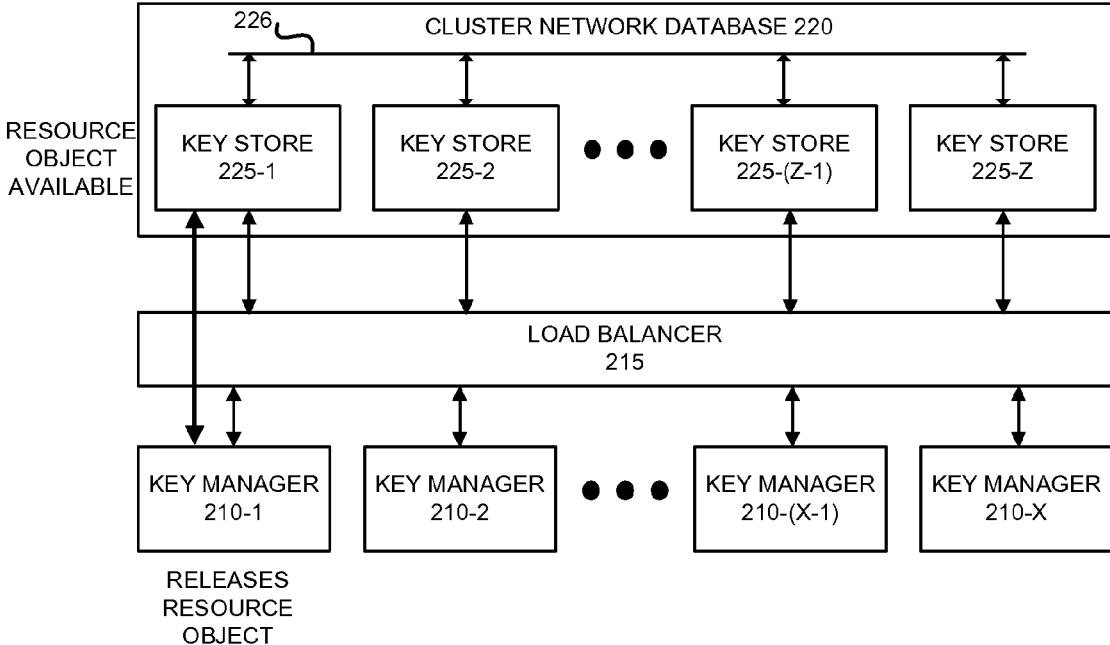 226
CLUSTER NETWORK DATABASE 220
RESOURCE
OBJECT
AVAILABLE
KEY STORE
225-1
KEY STORE
225-2
KEY STORE
225-(Z-1)
KEY STORE
225-Z
LOAD BALANCER
215
KEY MANAGER
210-1
KEY MANAGER
210-2
KEY MANAGER
210-(X-1)
KEY MANAGER
210-X
RELEASES
RESOURCE
OBJECT